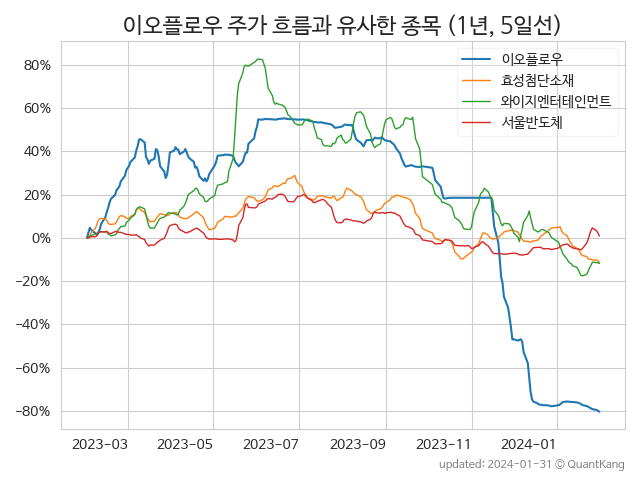 이오플로우 주가 흐름과 유사한 종목 (1년, 5일선)
이오플로우
효성첨단소재
와이지엔터테인먼트
서울반도체
80%
60%
40%
20%
0%
−20%
−40%
−60%
−80%
2023-03 2023-05 2023-07 2023-09 2023-11 2024-01
updated: 2024-01-31 © QuantKang